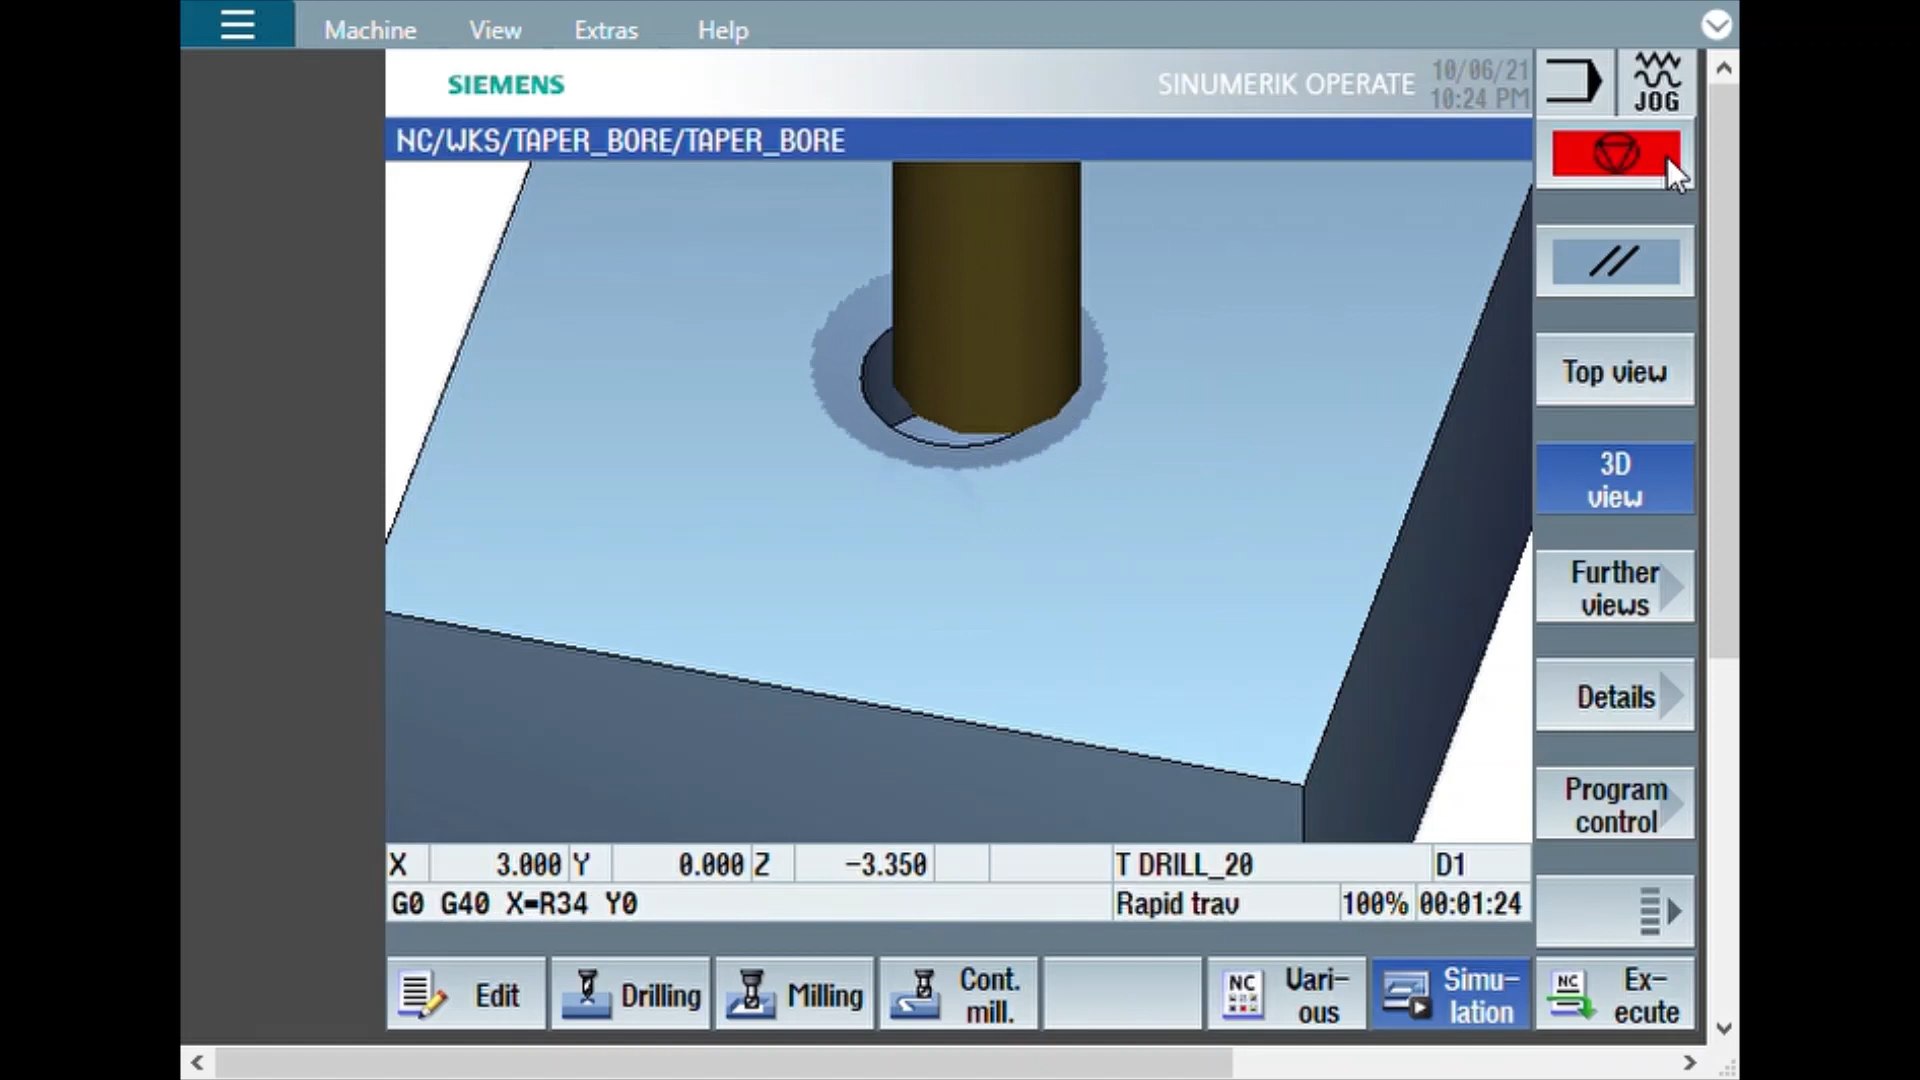 Machine View Extras Help
SIEMENS
SINUMERIK OPERATE
10/06/21
10:24 PM
JOG
NC/WKS/TAPER_BORE/TAPER_BORE
Top view
3D
view
Further
views
Details
Program
control
X 3.000 Y 0.000 Z -3.350 T DRILL_20 D1
G0 G40 X=R34 Y0 Rapid trav 100% 00:01:24
Edit
Drilling
Milling
Cont.
mill.
NC
Vari-
ous
Simu-
lation
NC
Ex-
ecute